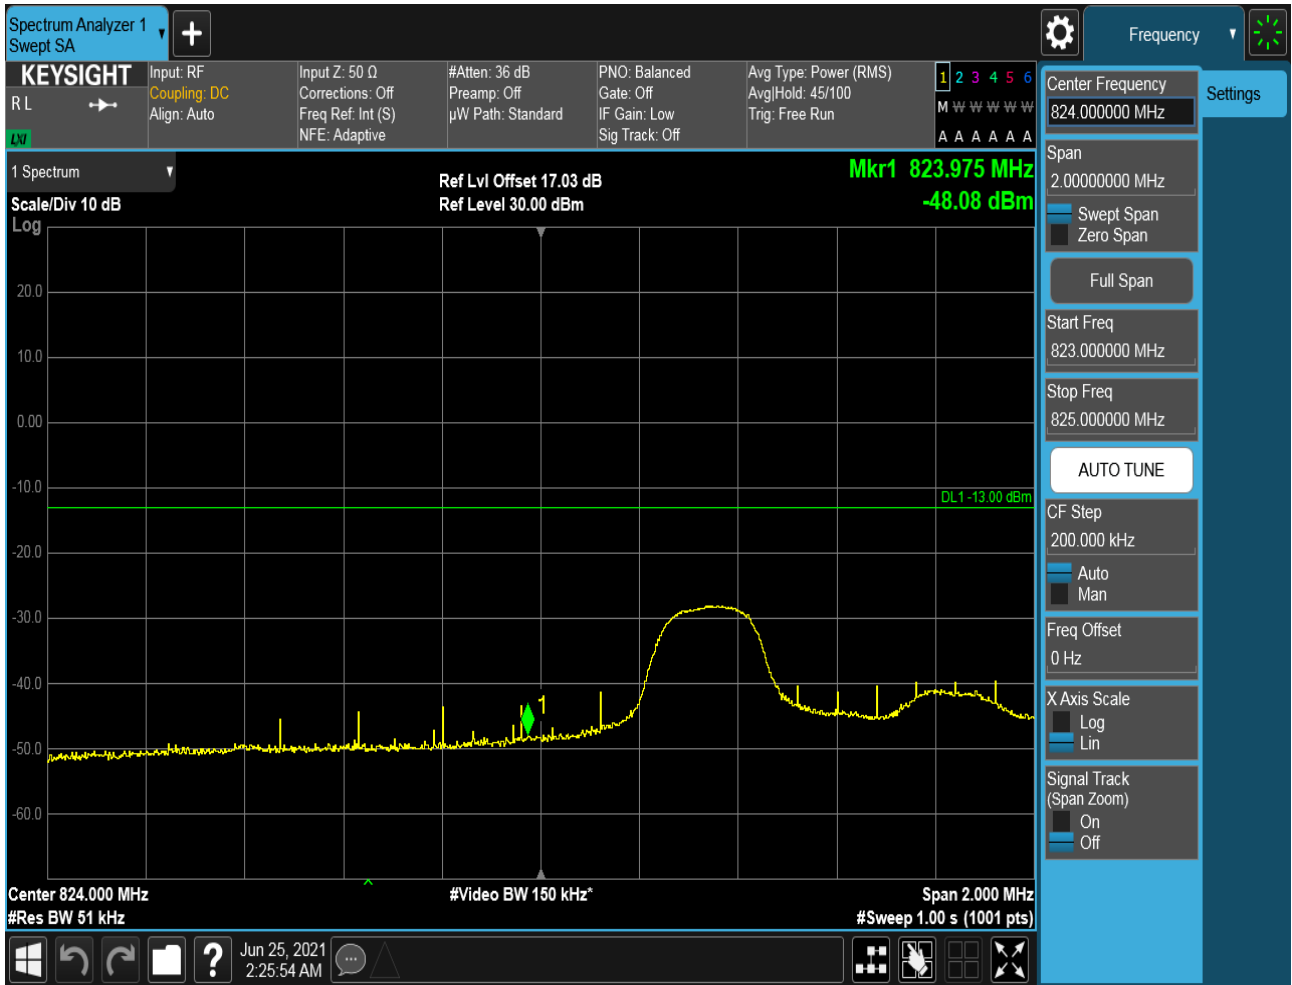 Spectrum Analyzer 1
Swept SA
Frequency
KEYSIGHT
R L
LXI
Input: RF
Coupling: DC
Align: Auto
Input Z: 50 Ω
Corrections: Off
Freq Ref: Int (S)
NFE: Adaptive
#Atten: 36 dB
Preamp: Off
µW Path: Standard
PNO: Balanced
Gate: Off
IF Gain: Low
Sig Track: Off
Avg Type: Power (RMS)
Avg|Hold: 45/100
Trig: Free Run
1 2 3 4 5 6
M W W W W W
A A A A A A
1 Spectrum
Scale/Div 10 dB
Log
Ref Lvl Offset 17.03 dB
Ref Level 30.00 dBm
Mkr1 823.975 MHz
-48.08 dBm
20.0
10.0
0.00
-10.0
DL1 -13.00 dBm
-20.0
-30.0
-40.0
1
-50.0
-60.0
Center 824.000 MHz
#Res BW 51 kHz
#Video BW 150 kHz*
Span 2.000 MHz
#Sweep 1.00 s (1001 pts)
Center Frequency
824.000000 MHz
Settings
Span
2.00000000 MHz
Swept Span
Zero Span
Full Span
Start Freq
823.000000 MHz
Stop Freq
825.000000 MHz
AUTO TUNE
CF Step
200.000 kHz
Auto
Man
Freq Offset
0 Hz
X Axis Scale
Log
Lin
Signal Track
(Span Zoom)
On
Off
?
Jun 25, 2021
2:25:54 AM